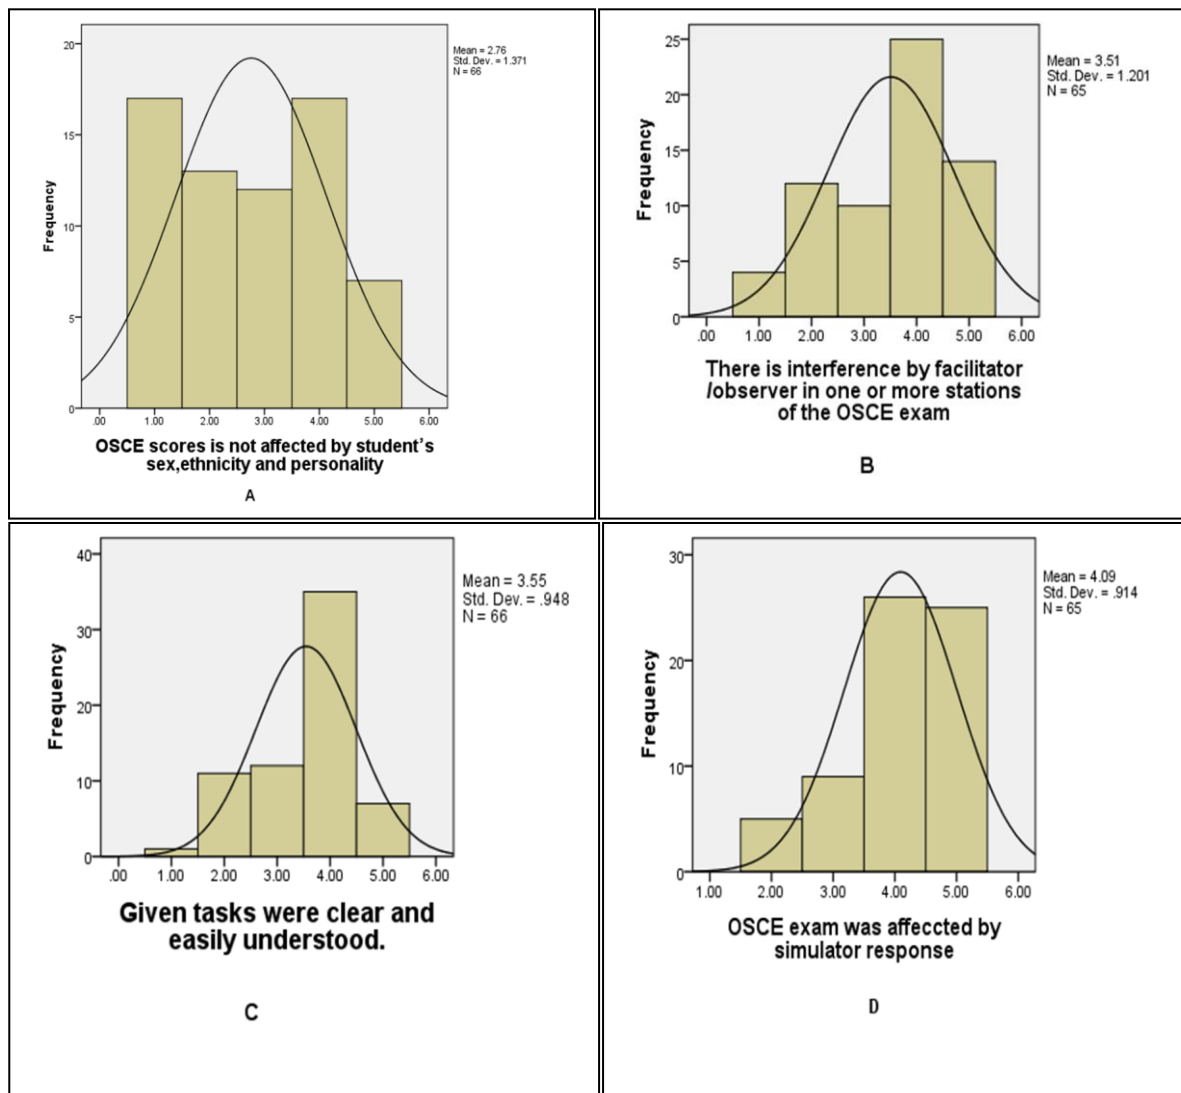 20
15
10
5
0
Frequency
.00 1.00 2.00 3.00 4.00 5.00 6.00
Mean = 2.76
Std. Dev. = 1.371
N = 66
OSCE scores is not affected by student's
sex,ethnicity and personality
A
25
20
15
10
5
0
Frequency
.00 1.00 2.00 3.00 4.00 5.00 6.00
Mean = 3.51
Std. Dev. = 1.201
N = 65
There is interference by facilitator
/observer in one or more stations
of the OSCE exam
B
40
30
20
10
0
Frequency
.00 1.00 2.00 3.00 4.00 5.00 6.00
Mean = 3.55
Std. Dev. = .948
N = 66
Given tasks were clear and
easily understood.
C
30
20
10
0
Frequency
1.00 2.00 3.00 4.00 5.00 6.00
Mean = 4.09
Std. Dev. = .914
N = 65
OSCE exam was affeccted by
simulator response
D